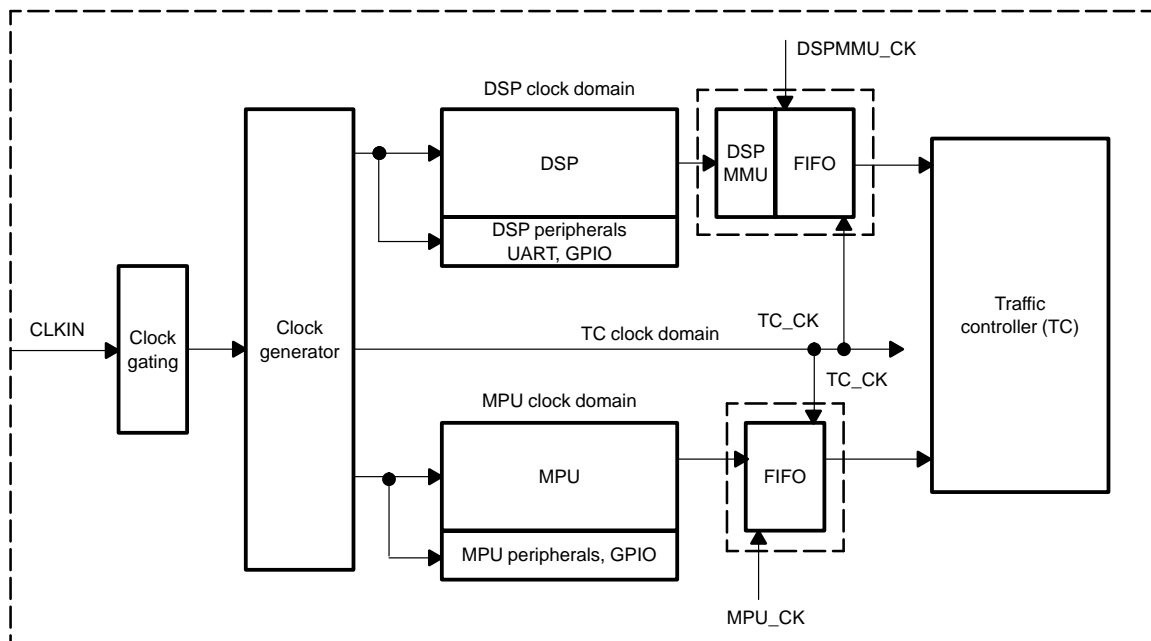 DSPMMU_CK
DSP clock domain
DSP
DSP
MMU
FIFO
DSP peripherals
UART, GPIO
CLKIN
Clock
gating
Clock
generator
TC clock domain
TC_CK
TC_CK
Traffic
controller (TC)
MPU clock domain
MPU
FIFO
MPU peripherals, GPIO
MPU_CK